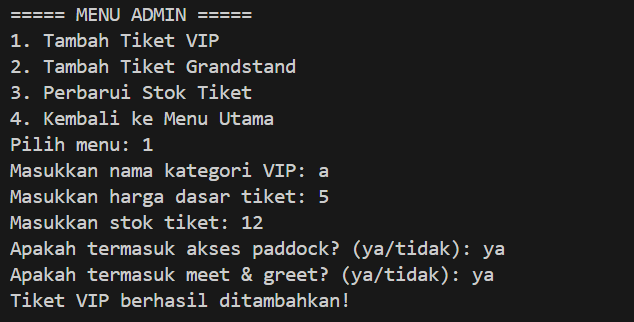 ===== MENU ADMIN =====
1. Tambah Tiket VIP
2. Tambah Tiket Grandstand
3. Perbarui Stok Tiket
4. Kembali ke Menu Utama
Pilih menu: 1
Masukkan nama kategori VIP: a
Masukkan harga dasar tiket: 5
Masukkan stok tiket: 12
Apakah termasuk akses paddock? (ya/tidak): ya
Apakah termasuk meet & greet? (ya/tidak): ya
Tiket VIP berhasil ditambahkan!